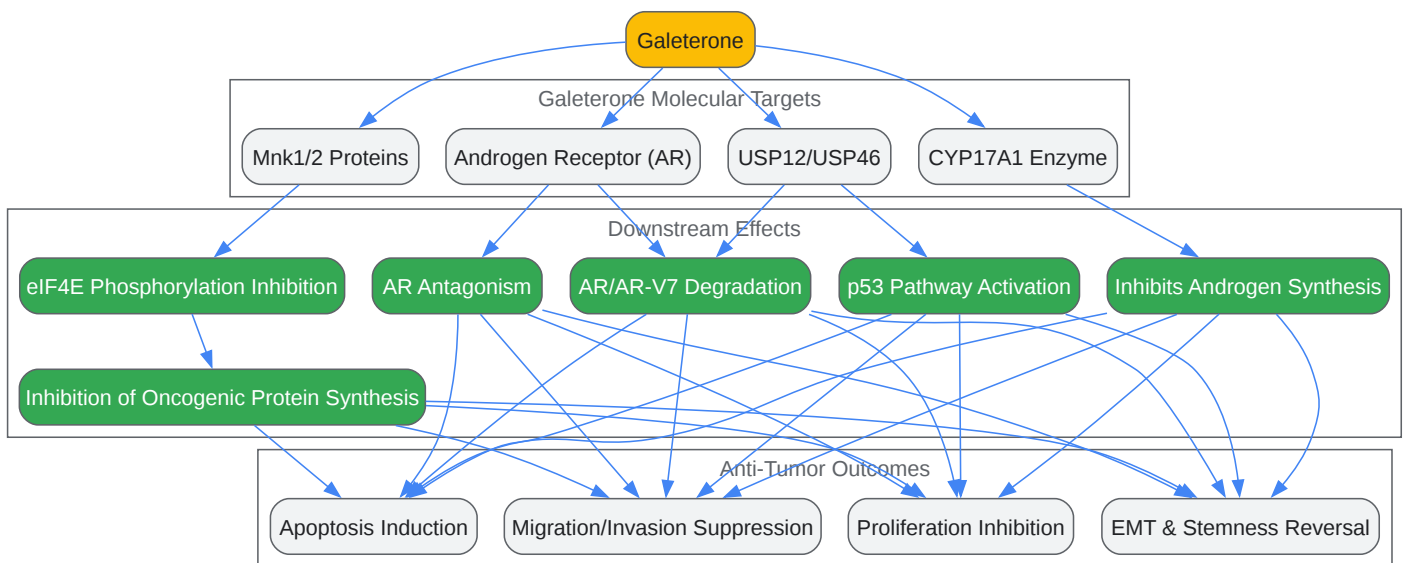 Galeterone
Galeterone Molecular Targets
Mnk1/2 Proteins
Androgen Receptor (AR)
USP12/USP46
CYP17A1 Enzyme
Downstream Effects
eIF4E Phosphorylation Inhibition
AR Antagonism
AR/AR-V7 Degradation
p53 Pathway Activation
Inhibits Androgen Synthesis
Inhibition of Oncogenic Protein Synthesis
Anti-Tumor Outcomes
Apoptosis Induction
Migration/Invasion Suppression
Proliferation Inhibition
EMT & Stemness Reversal